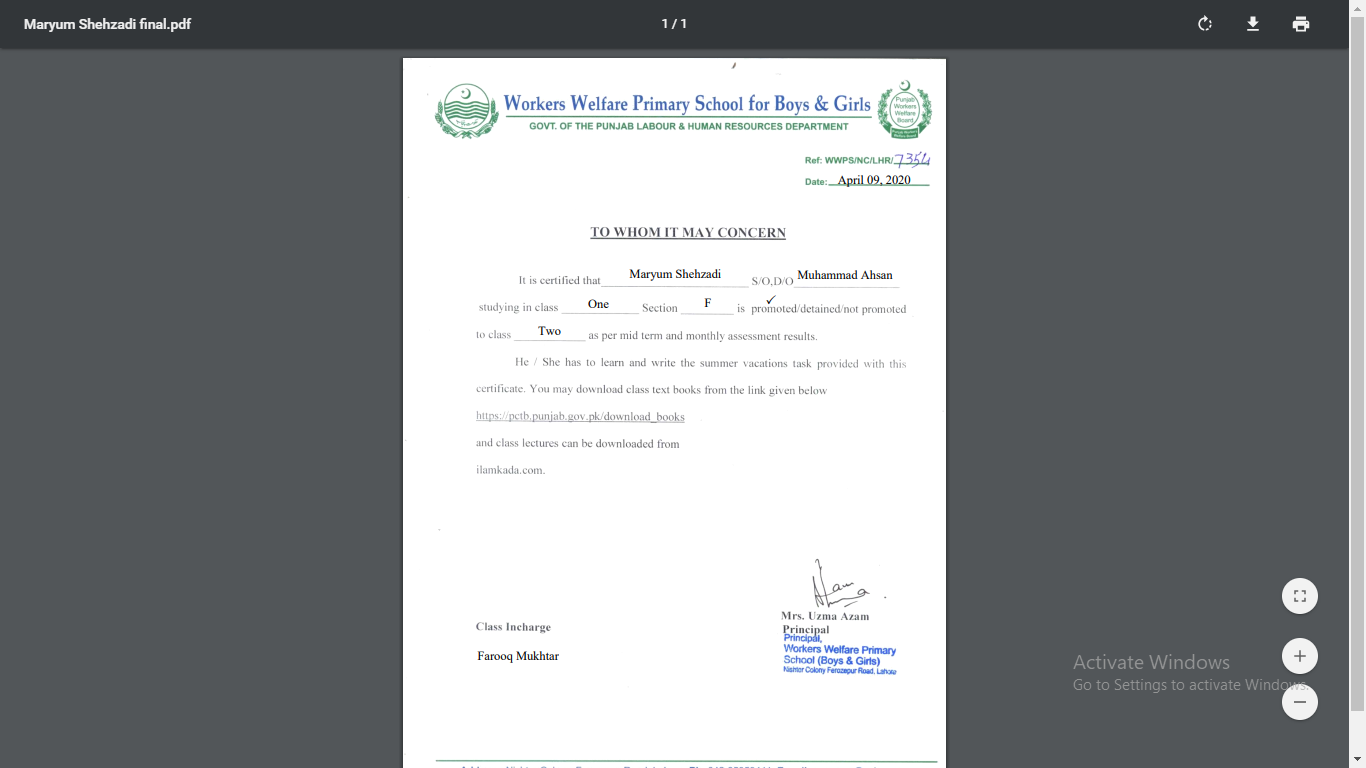 Maryum Shehzadi final.pdf
1 / 1
Workers Welfare Primary School for Boys & Girls
GOVT. OF THE PUNJAB LABOUR & HUMAN RESOURCES DEPARTMENT
Punjab
Workers
Welfare
Board
Ref: WWPS/NC/LHR/7354
Date: April 09, 2020
TO WHOM IT MAY CONCERN
It is certified that Maryum Shehzadi S/O,D/O Muhammad Ahsan
studying in class One Section F is promoted/detained/not promoted
to class Two as per mid term and monthly assessment results.
He / She has to learn and write the summer vacations task provided with this
certificate. You may download class text books from the link given below
https://pctb.punjab.gov.pk/download_books
and class lectures can be downloaded from
ilamkada.com.
Mrs. Uzma Azam
Class Incharge
Principal
Principal,
Workers Welfare Primary
Farooq Mukhtar
School (Boys & Girls)
Nishtar Colony Ferozepur Road, Lahore
Activate Windows
Go to Settings to activate Windows.